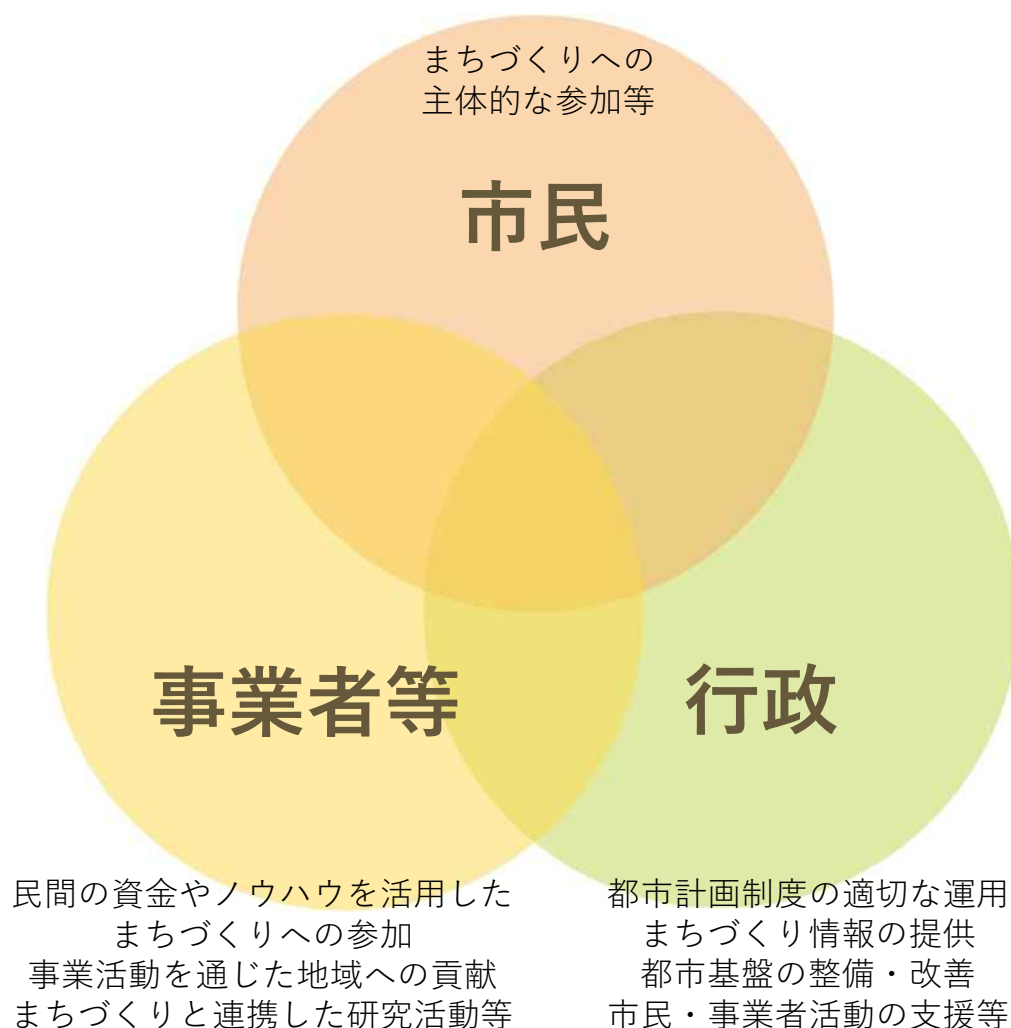 まちづくりへの
主体的な参加等
市民
事業者等
行政
民間の資金やノウハウを活用した
まちづくりへの参加
事業活動を通じた地域への貢献
まちづくりと連携した研究活動等
都市計画制度の適切な運用
まちづくり情報の提供
都市基盤の整備・改善
市民・事業者活動の支援等